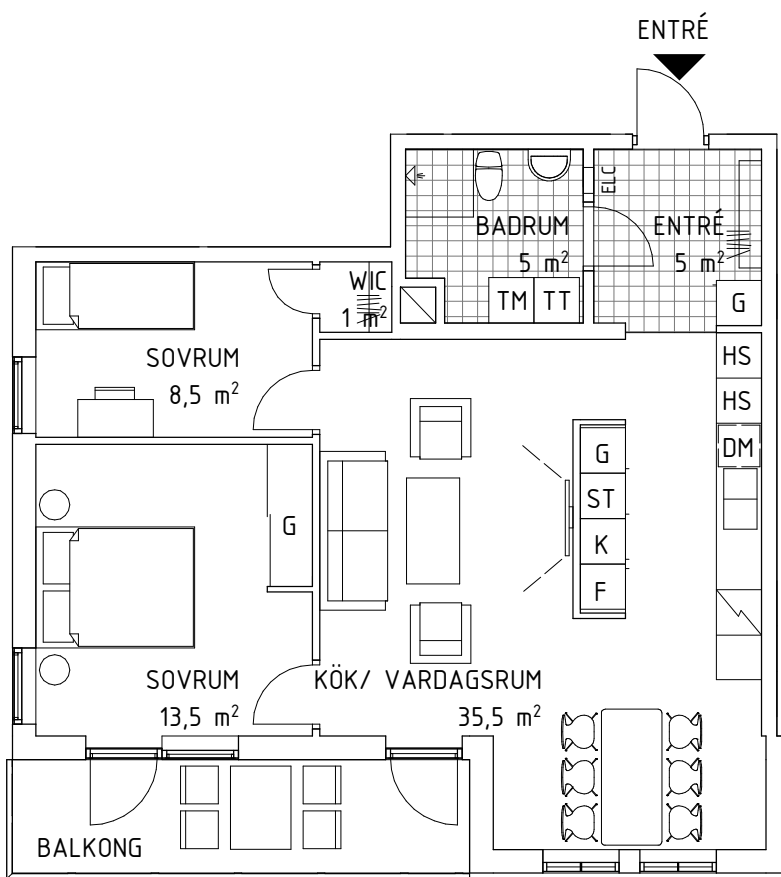 ENTRÉ
ELC
BADRUM
5 m²
ENTRÉ
5 m²
WIC
1 m²
TM
TT
G
SOVRUM
8,5 m²
HS
HS
DM
G
ST
K
F
G
SOVRUM
13,5 m²
KÖK/ VARDAGSRUM
35,5 m²
BALKONG